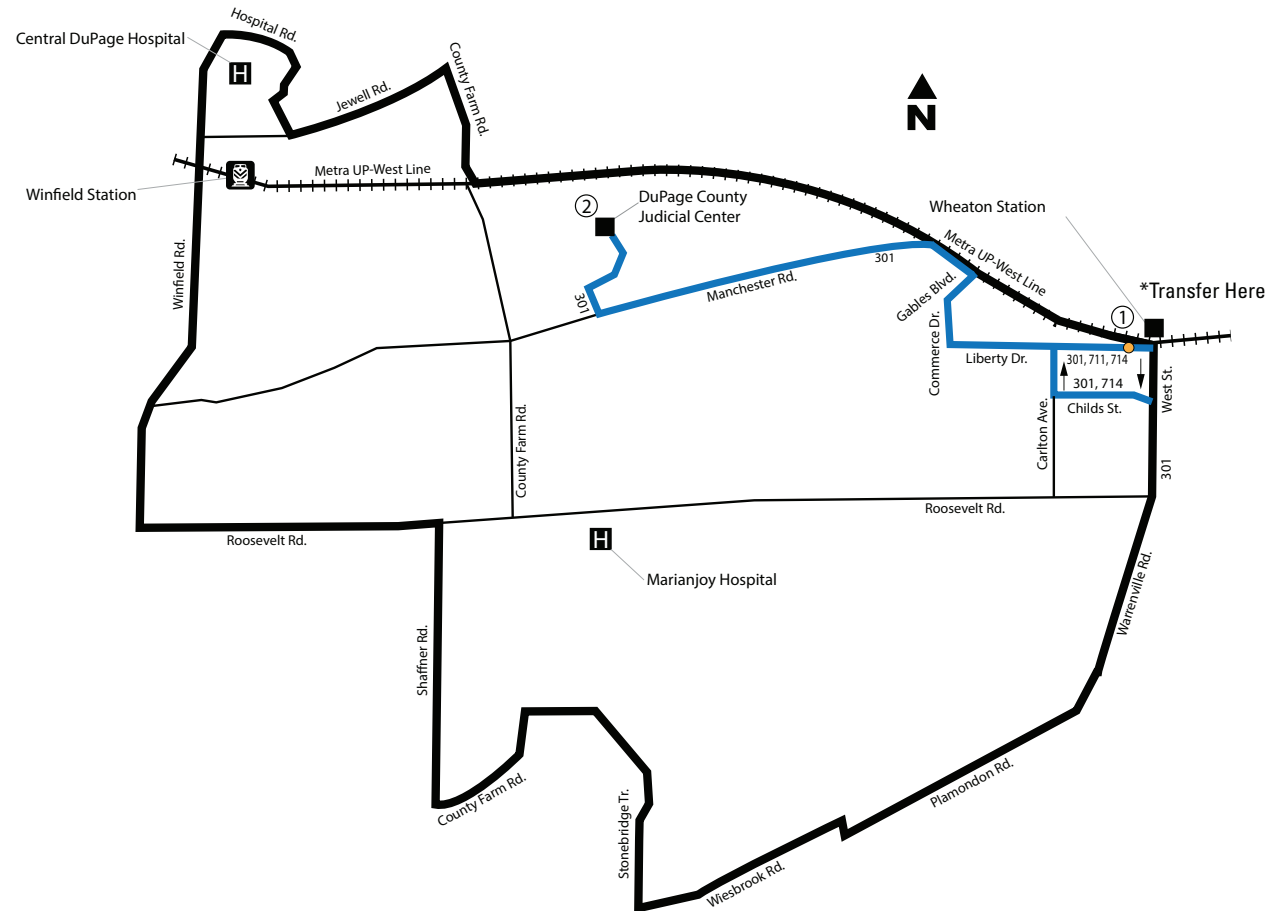 Hospital Rd.
Central DuPage Hospital
H
County Farm Rd.
Jewell Rd.
N
Metra UP-West Line
Winfield Station
2
DuPage County
Judicial Center
Wheaton Station
Winfield Rd.
Metra UP-West Line
301
Manchester Rd.
301
Gables Blvd.
*Transfer Here
1
Commerce Dr.
Liberty Dr.
301, 711, 714
301, 714
Childs St.
West St.
Carlton Ave.
301
County Farm Rd.
Roosevelt Rd.
Roosevelt Rd.
H
Marianjoy Hospital
Warrenville Rd.
Shaffner Rd.
County Farm Rd.
Stonebridge Tr.
Plamondon Rd.
Wiesbrook Rd.